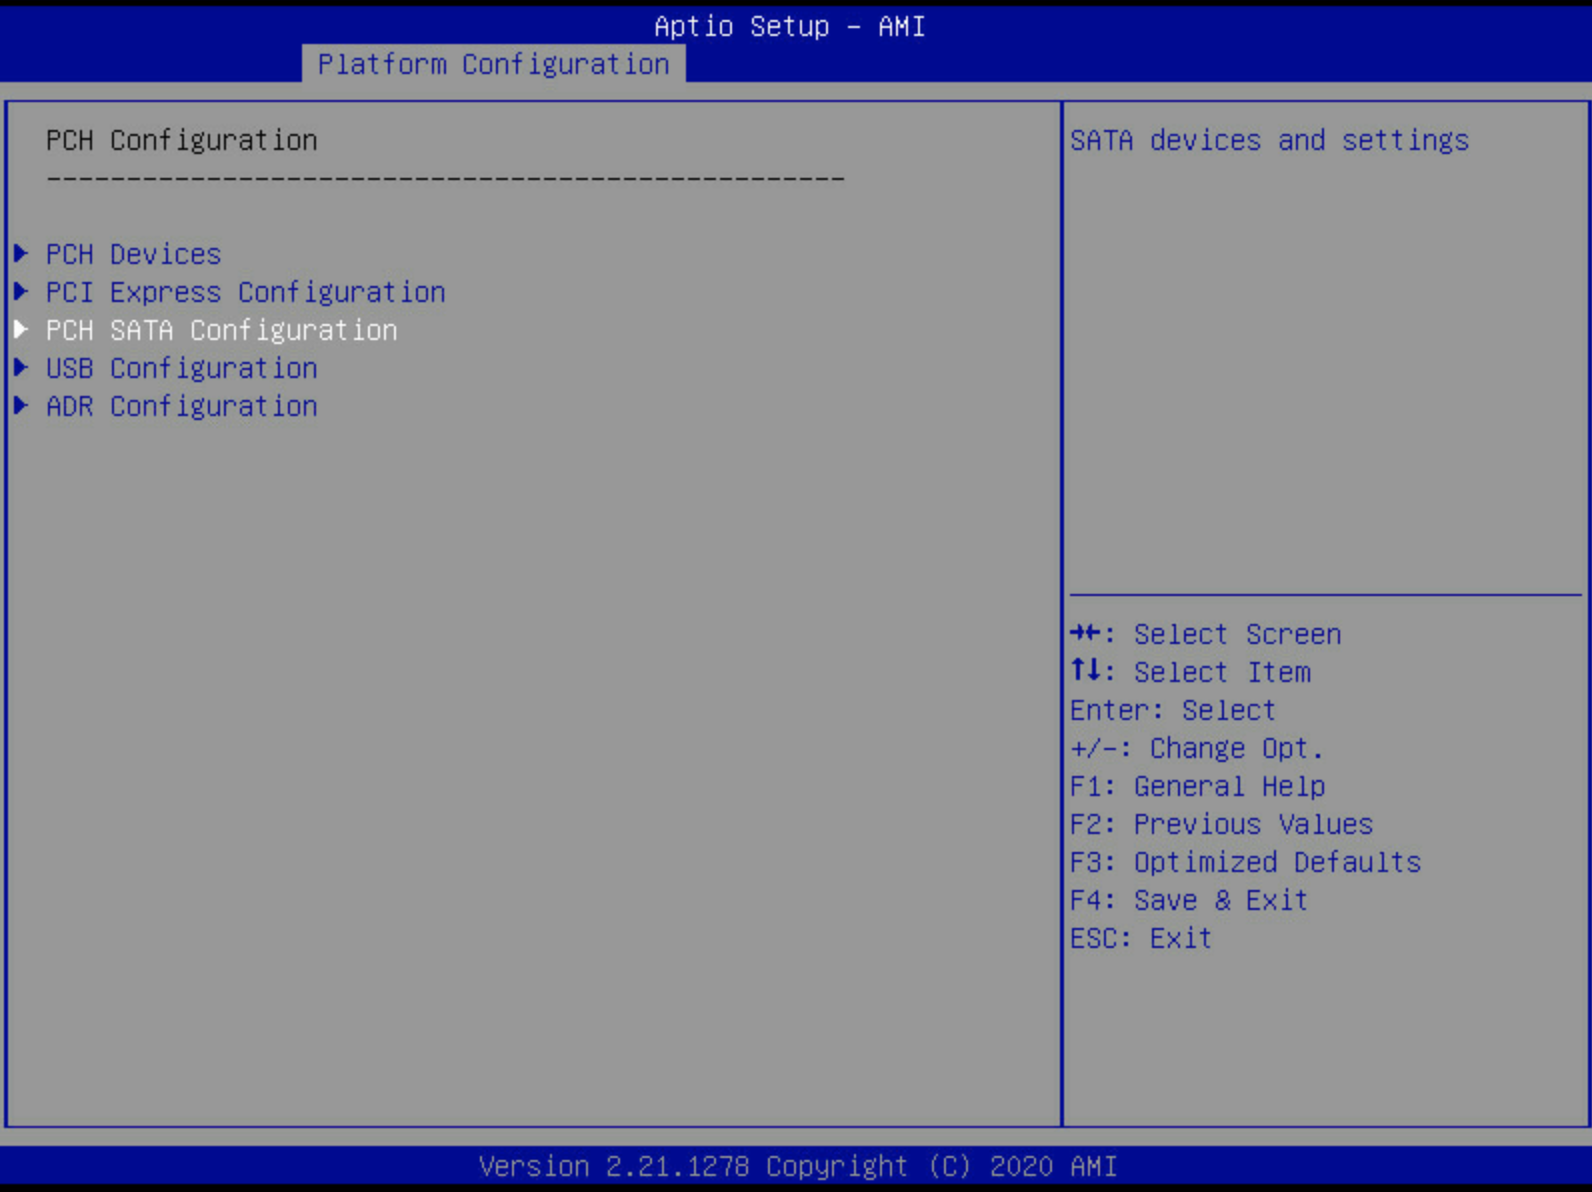 Aptio Setup – AMI
Platform Configuration
PCH Configuration
--------------------------------------------------
PCH Devices
PCI Express Configuration
PCH SATA Configuration
USB Configuration
ADR Configuration
SATA devices and settings
→←: Select Screen
↑↓: Select Item
Enter: Select
+/-: Change Opt.
F1: General Help
F2: Previous Values
F3: Optimized Defaults
F4: Save & Exit
ESC: Exit
Version 2.21.1278 Copyright (C) 2020 AMI